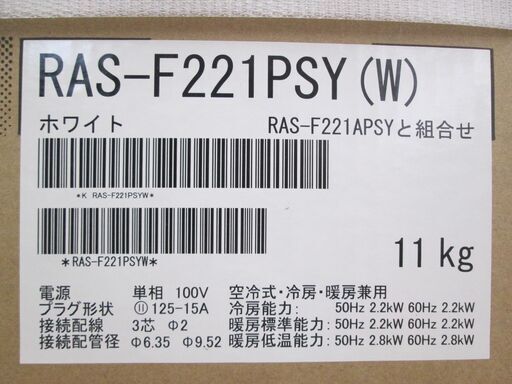 RAS-F221PSY(W)
ホワイト RAS-F221APSYと組合せ
*K RAS-F221PSYW*
*RAS-F221PSYW*
11kg
電源 単相 100V 空冷式・冷房・暖房兼用
プラグ形状 ⑪125-15A 冷房能力: 50Hz 2.2kW 60Hz 2.2kW
接続配線 3芯 Φ2 暖房標準能力: 50Hz 2.2kW 60Hz 2.2kW
接続配管径 Φ6.35 Φ9.52 暖房低温能力: 50Hz 2.8kW 60Hz 2.8kW